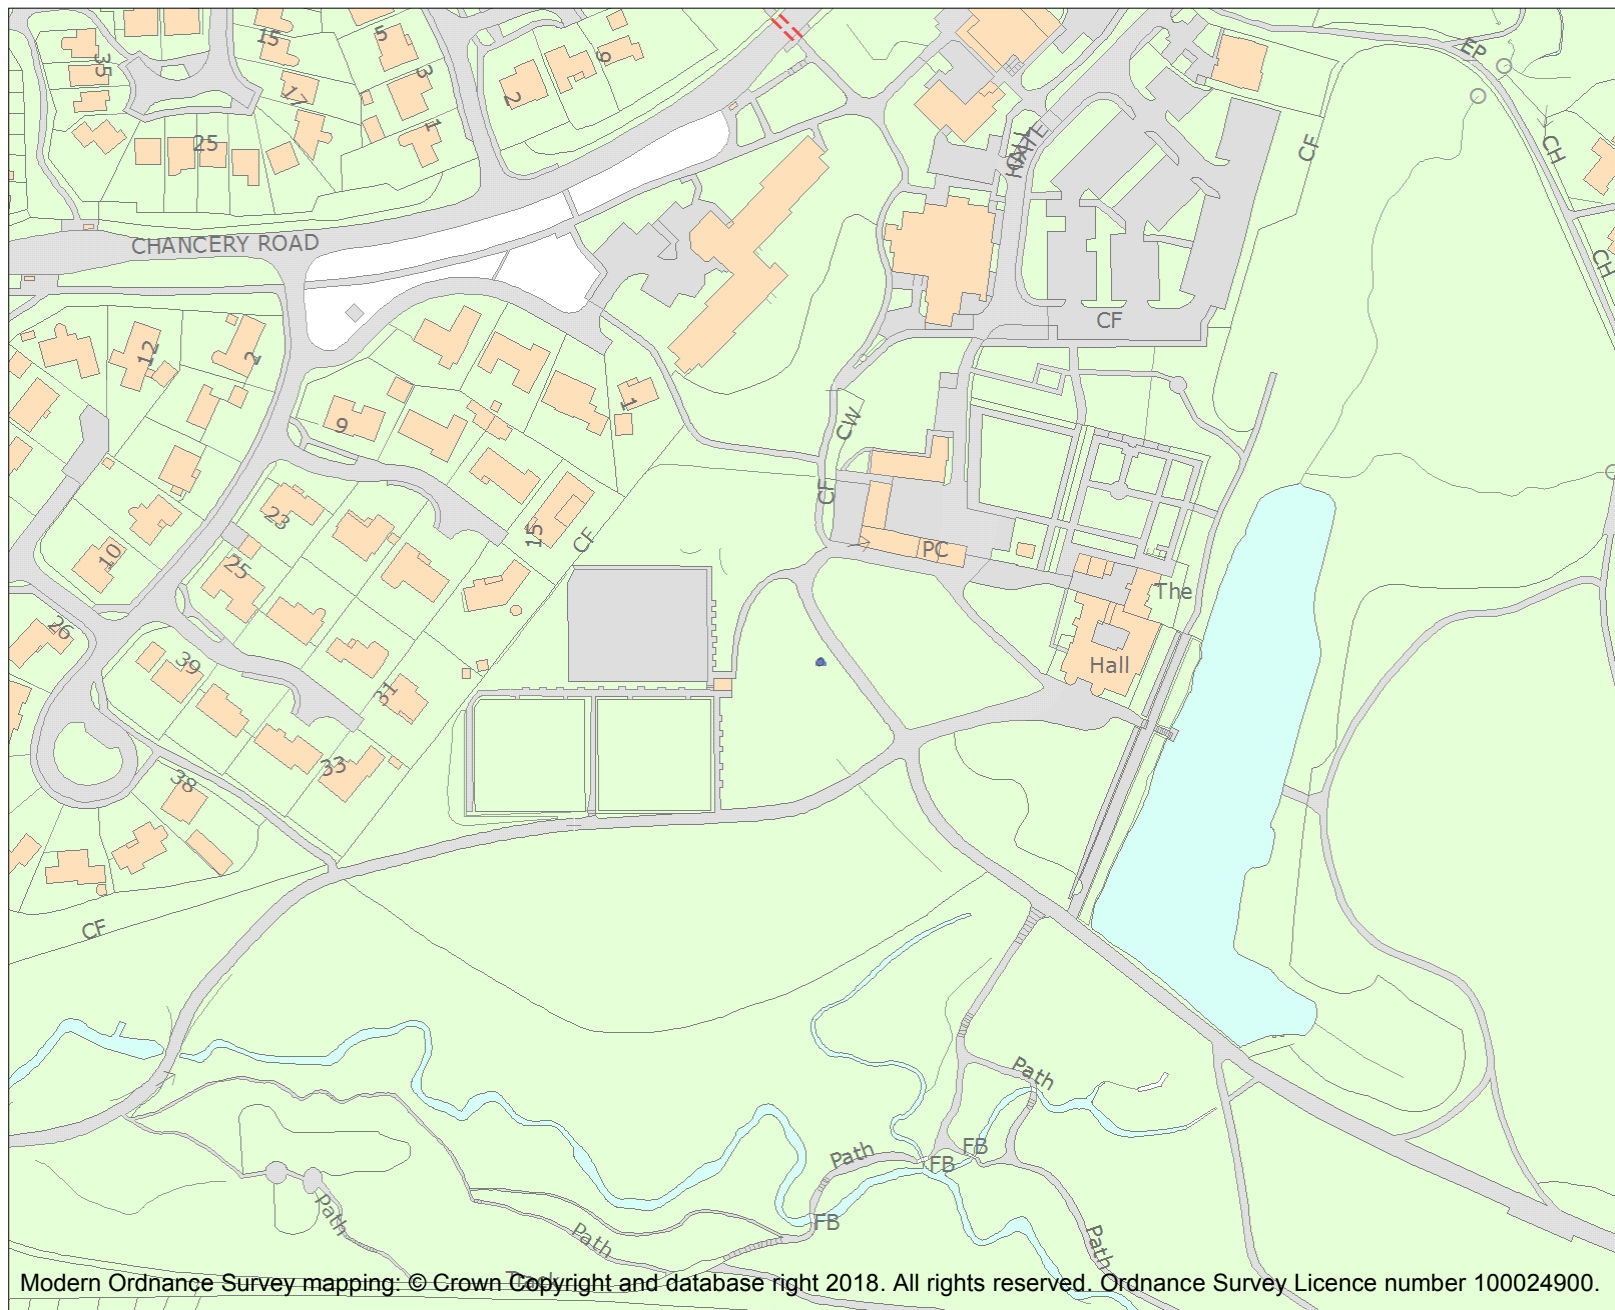 15
5
9
EP
35
3
17
2
1
25
HALL GATE
CF
CH
CHANCERY ROAD
CH
CF
12
2
1
9
CW
CF
23
15
CF
10
25
PC
The
26
39
Hall
31
33
38
CF
Path
Path
FB
FB
Path
FB
Path
Path
Track
Modern Ordnance Survey mapping: © Crown Copyright and database right 2018. All rights reserved. Ordnance Survey Licence number 100024900.